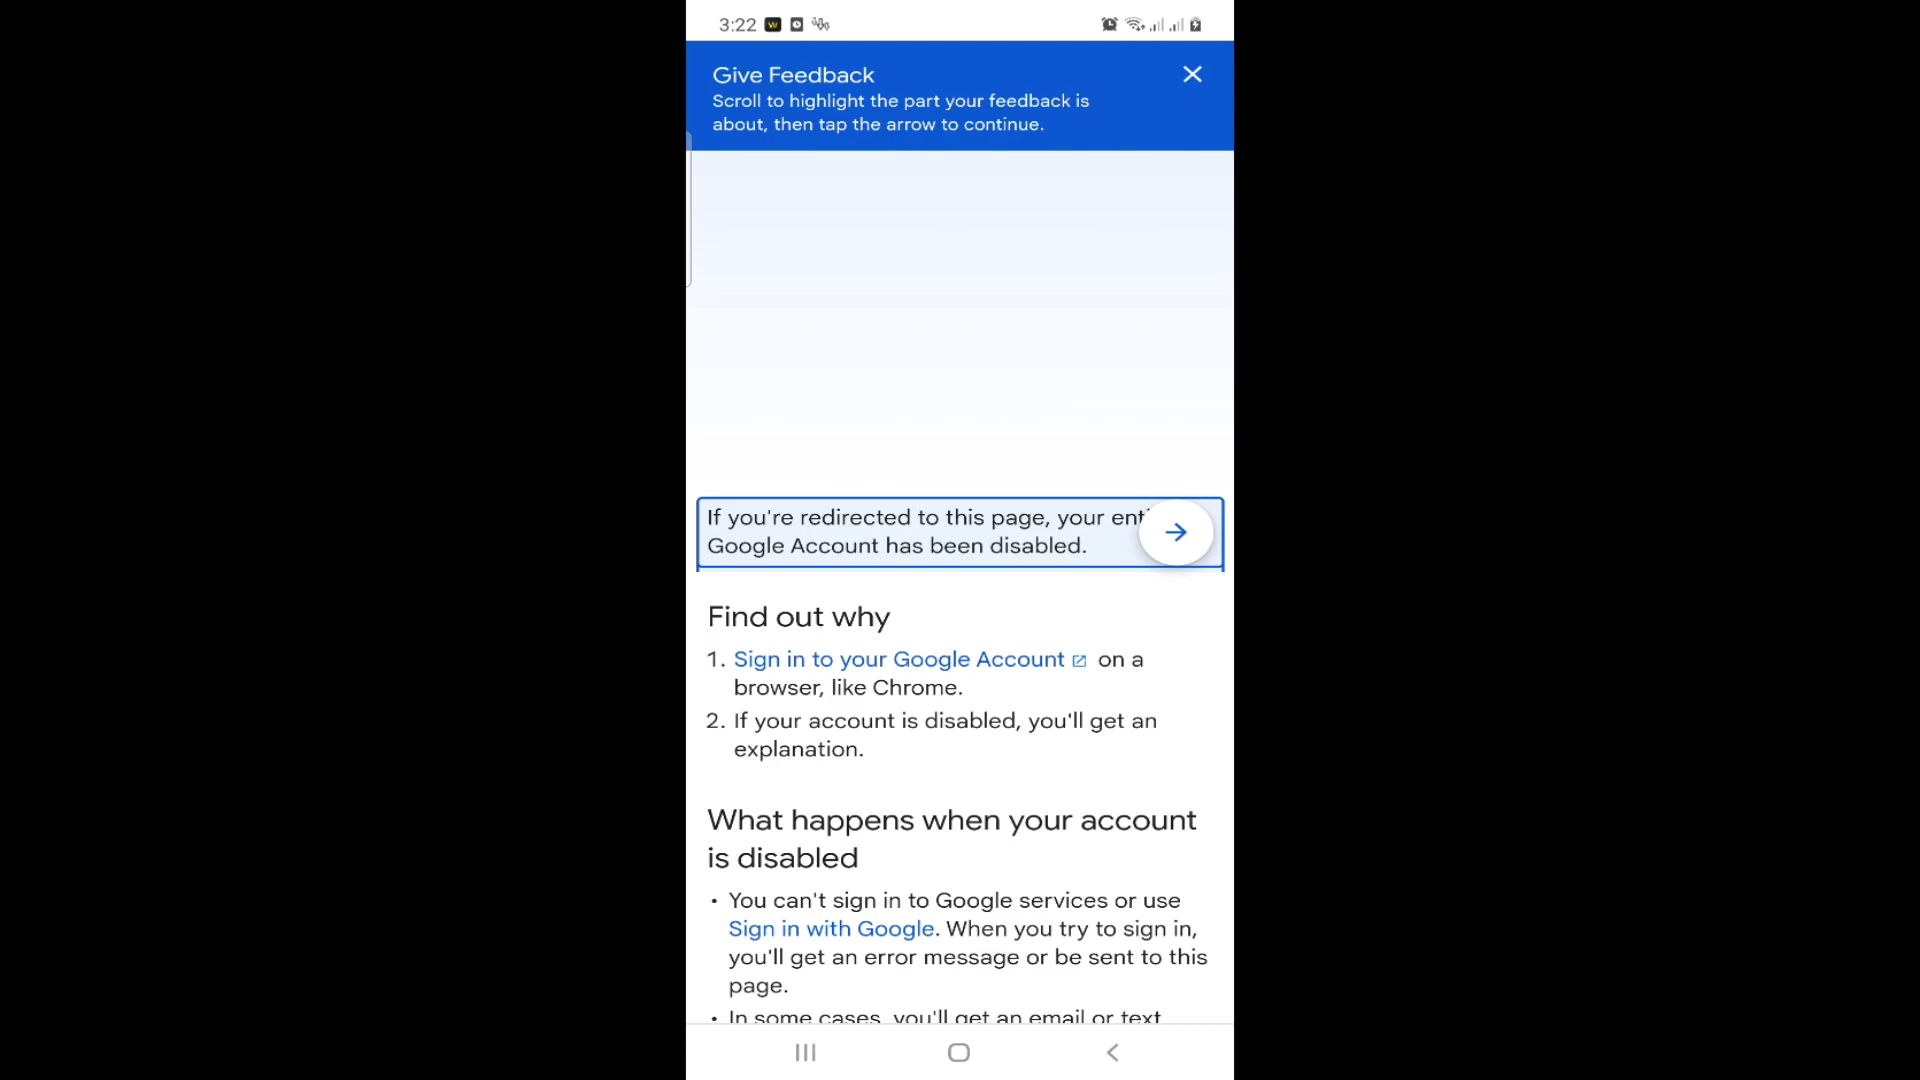 3:22
Give Feedback
Scroll to highlight the part your feedback is
about, then tap the arrow to continue.
If you're redirected to this page, your
Google Account has been disabled.
Find out why
1. Sign in to your Google Account on a
browser, like Chrome.
2. If your account is disabled, you'll get an
explanation.
What happens when your account
is disabled
• You can't sign in to Google services or use
Sign in with Google. When you try to sign in,
you'll get an error message or be sent to this
page.
• In some cases, you'll get an email or text